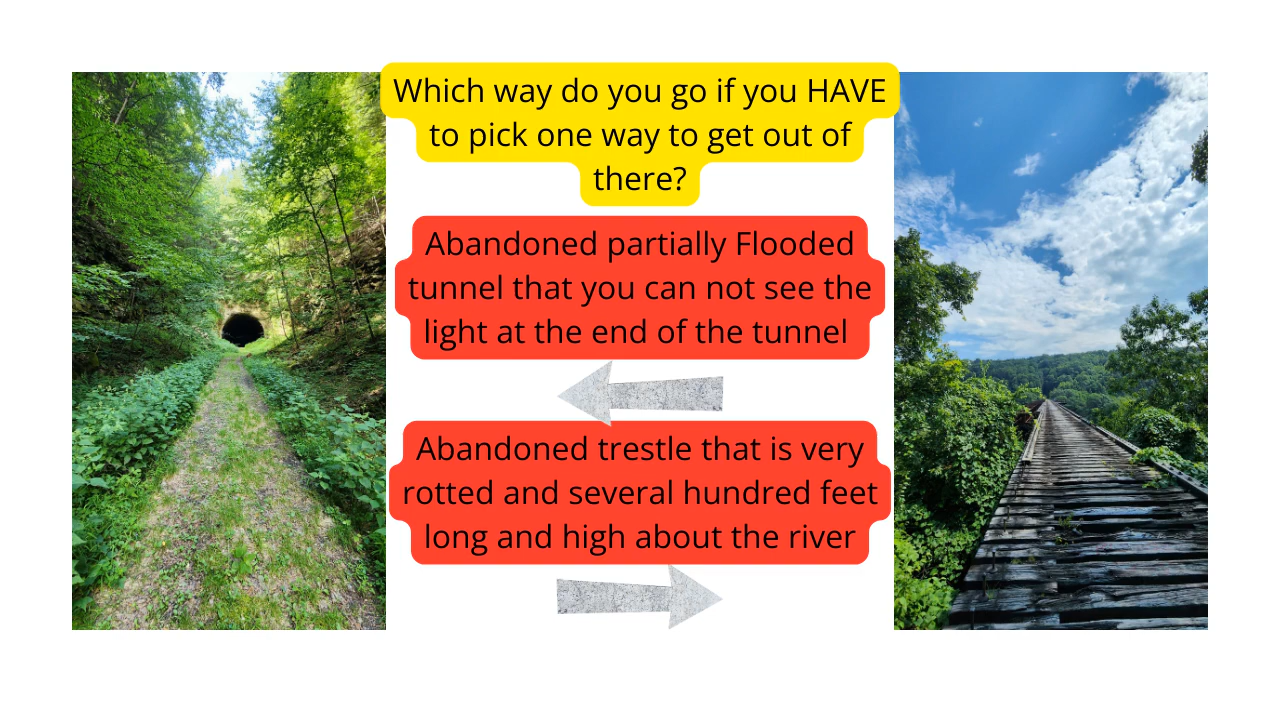 Which way do you go if you HAVE
to pick one way to get out of
there?
Abandoned partially Flooded
tunnel that you can not see the
light at the end of the tunnel
Abandoned trestle that is very
rotted and several hundred feet
long and high about the river